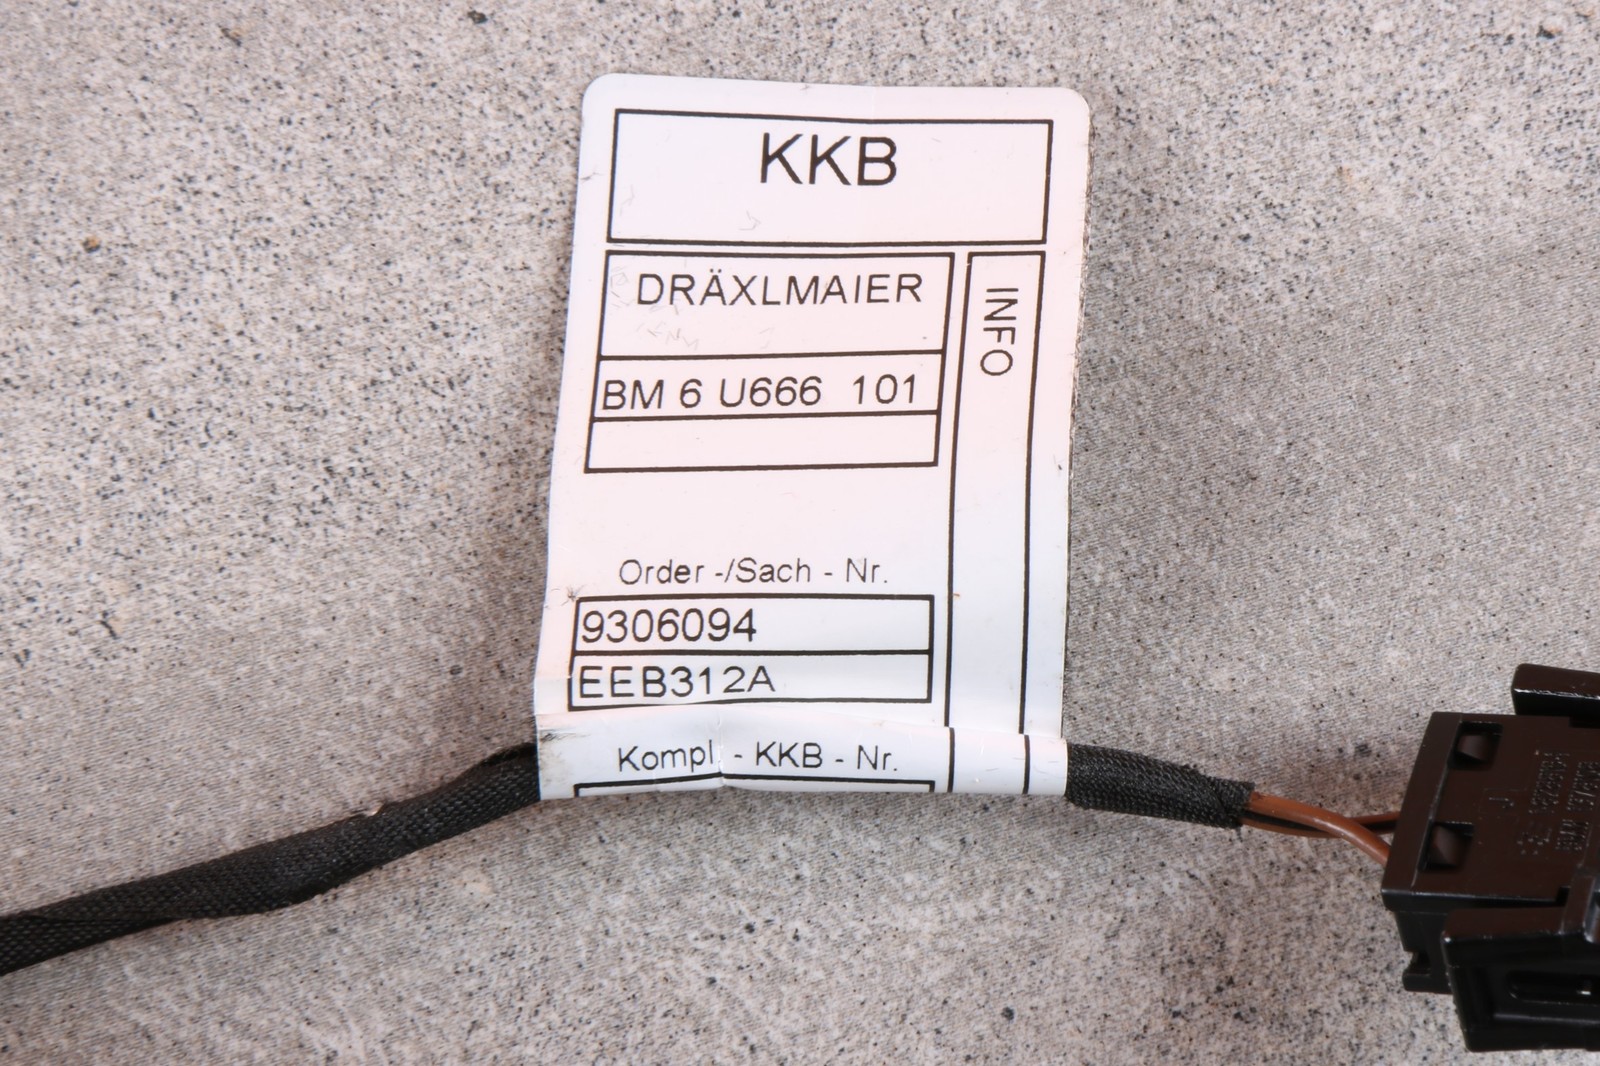 KKB
DRÄXLMAIER
INFO
BM 6 U666 101
Order -/Sach - Nr.
9306094
EEB312A
Kompl. - KKB - Nr.